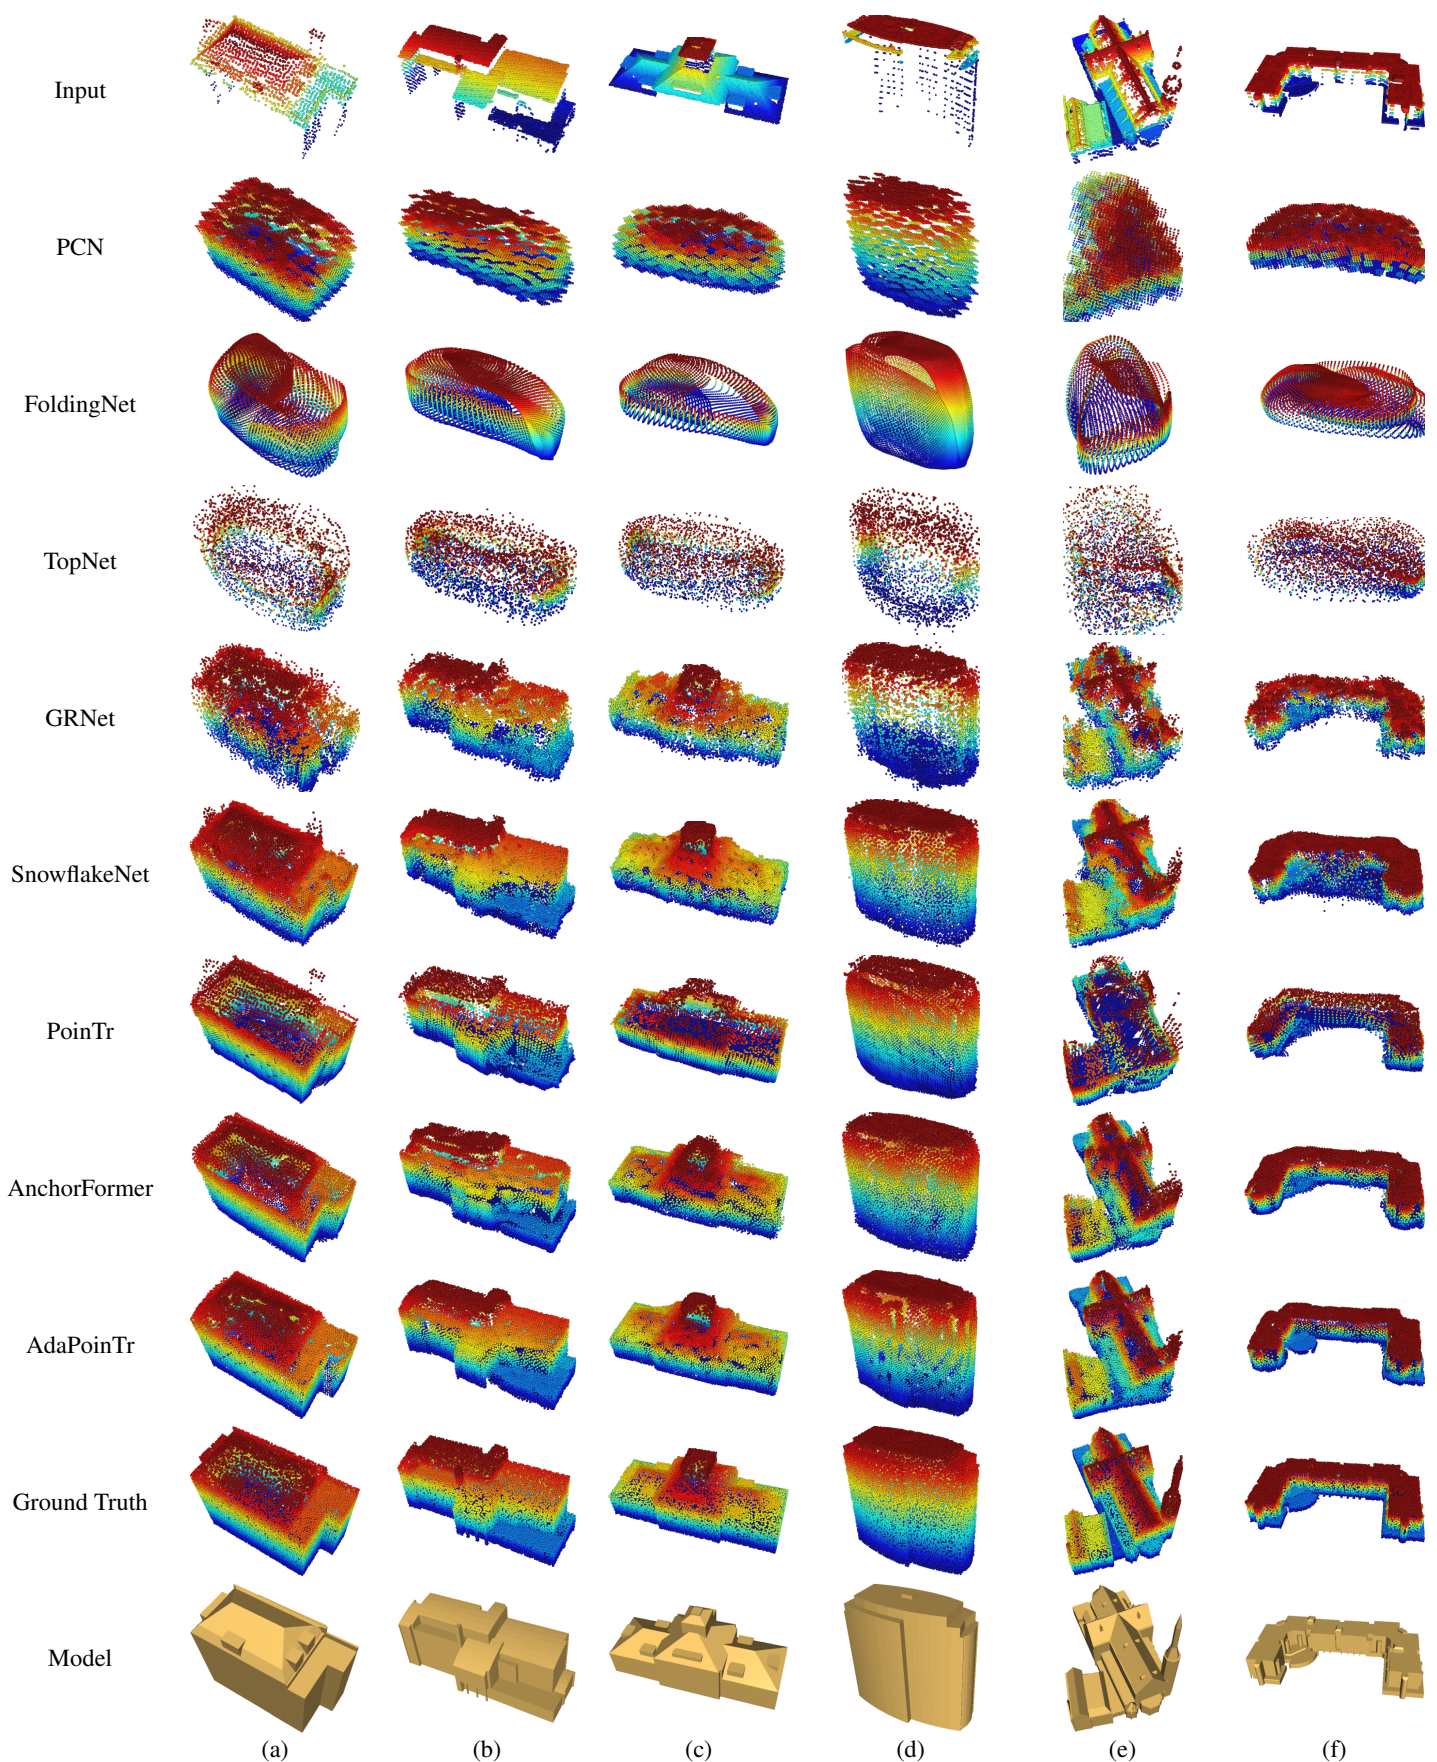 Input
PCN
FoldingNet
TopNet
GRNet
SnowflakeNet
PoinTr
AnchorFormer
AdaPoinTr
Ground Truth
Model
(a) (b) (c) (d) (e) (f)